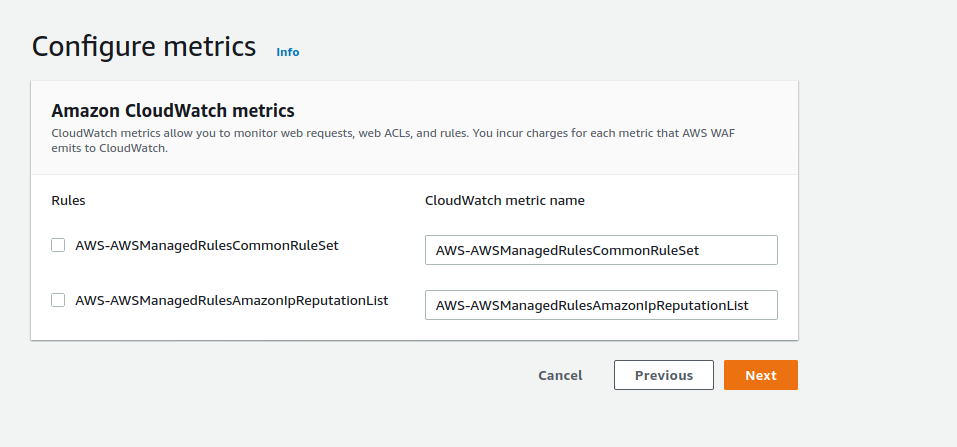 Configure metrics Info
Amazon CloudWatch metrics
CloudWatch metrics allow you to monitor web requests, web ACLs, and rules. You incur charges for each metric that AWS WAF
emits to CloudWatch.
Rules CloudWatch metric name
AWS-AWSManagedRulesCommonRuleSet AWS-AWSManagedRulesCommonRuleSet
AWS-AWSManagedRulesAmazonIpReputationList AWS-AWSManagedRulesAmazonIpReputationList
Cancel Previous Next